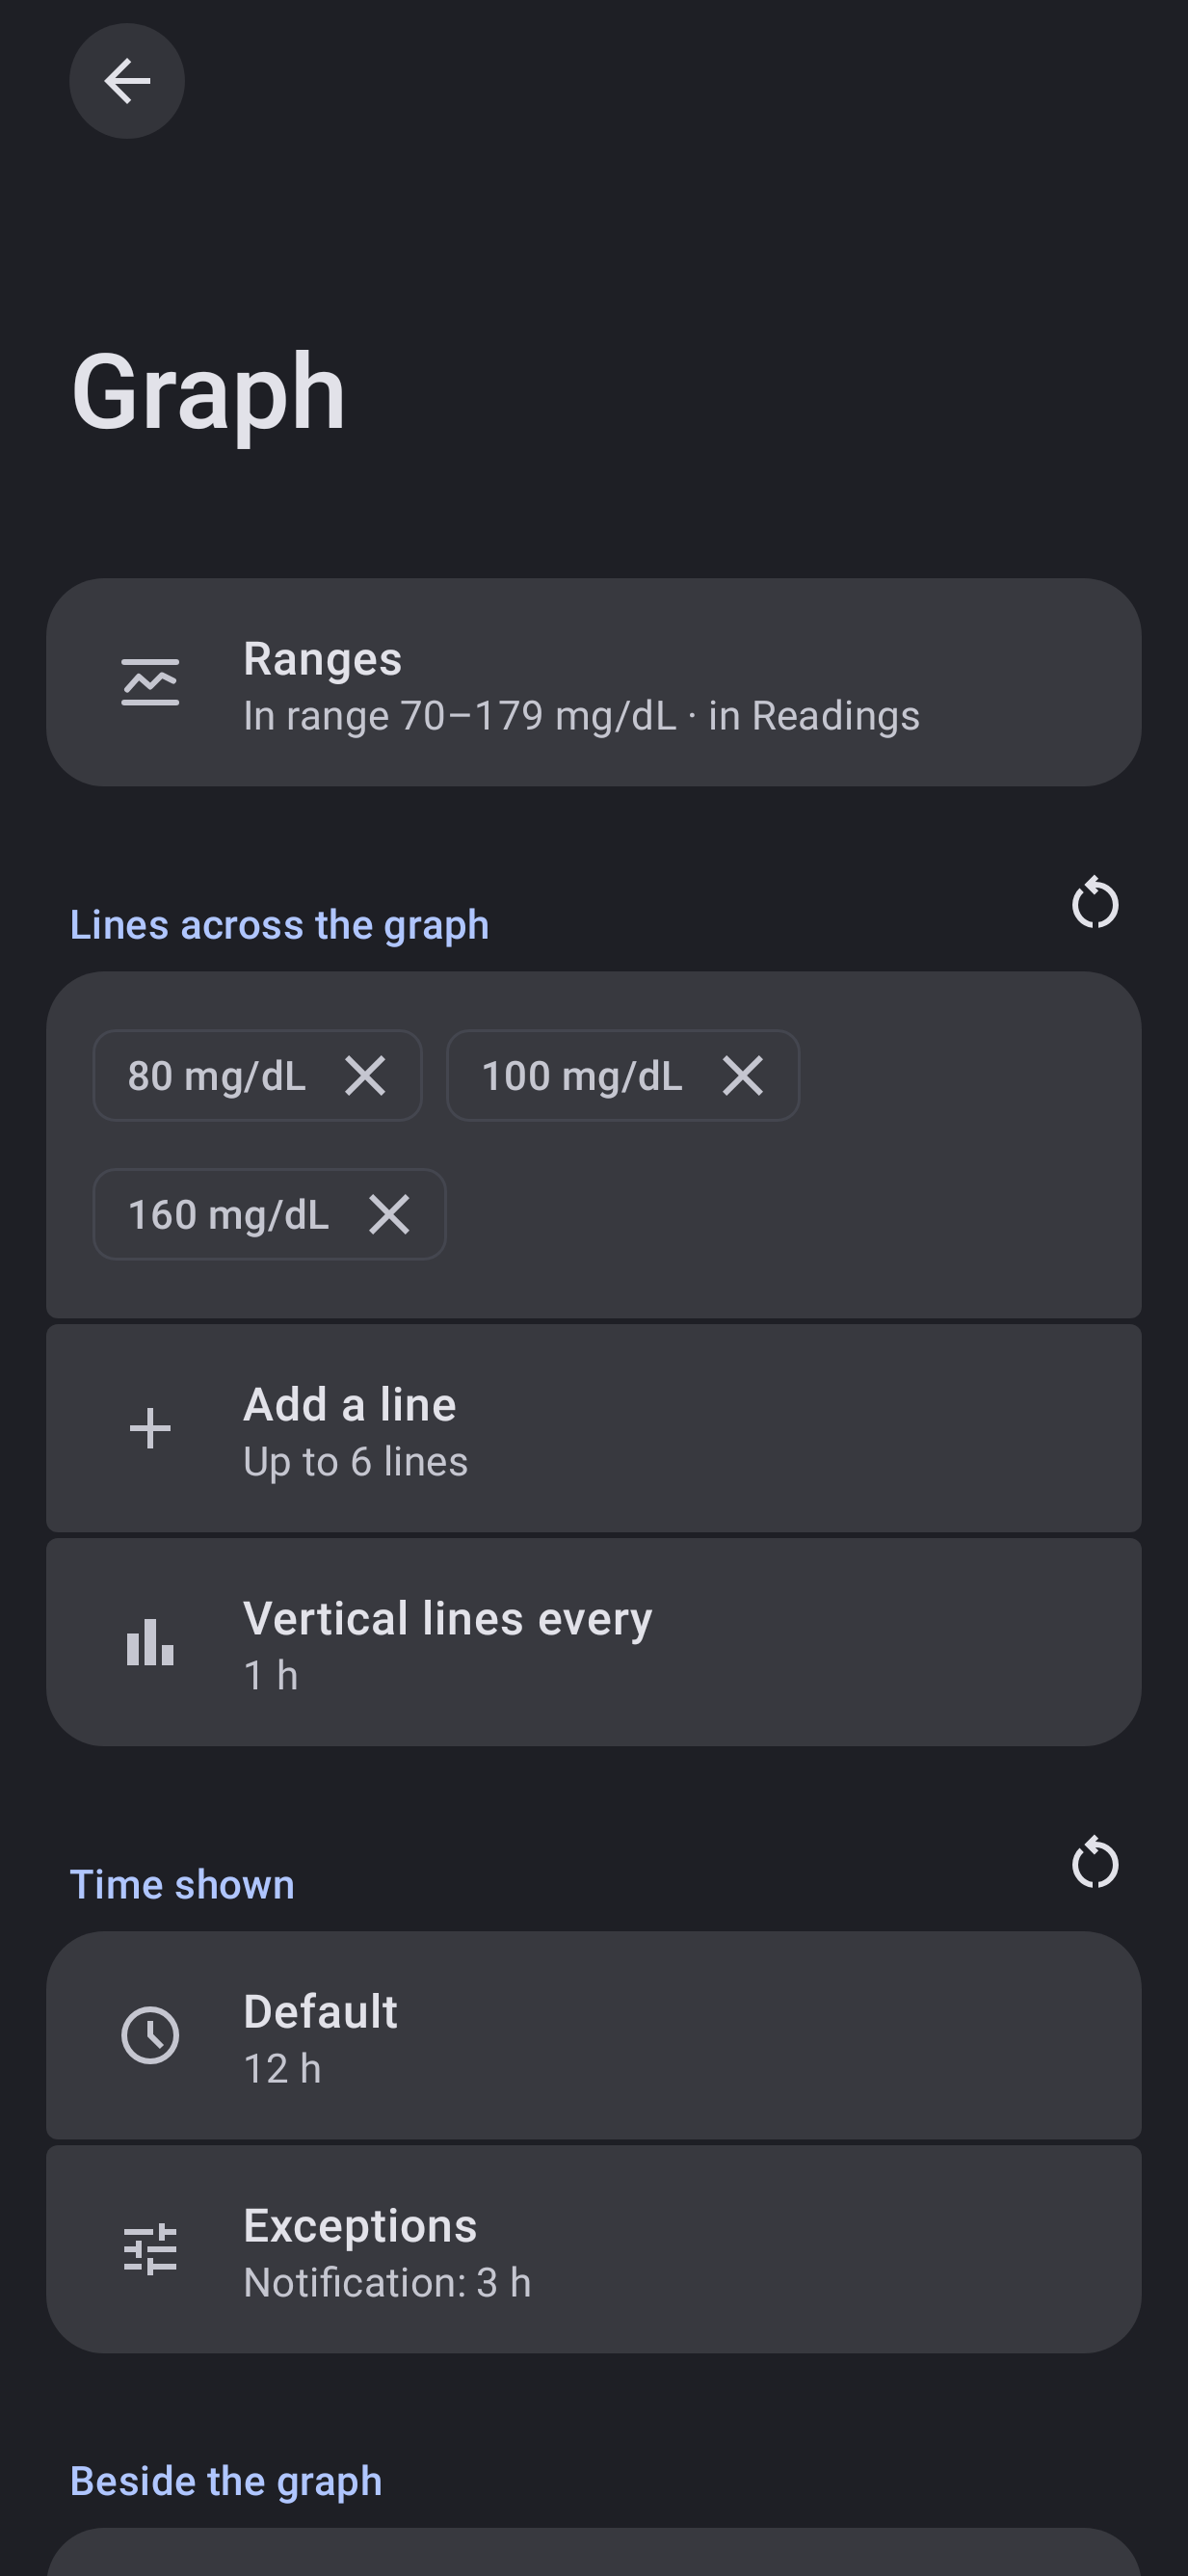 Graph
Ranges
In range 70–179 mg/dL · in Readings
Lines across the graph
80 mg/dL
100 mg/dL
160 mg/dL
Add a line
Up to 6 lines
Vertical lines every
1 h
Time shown
Default
12 h
Exceptions
Notification: 3 h
Beside the graph